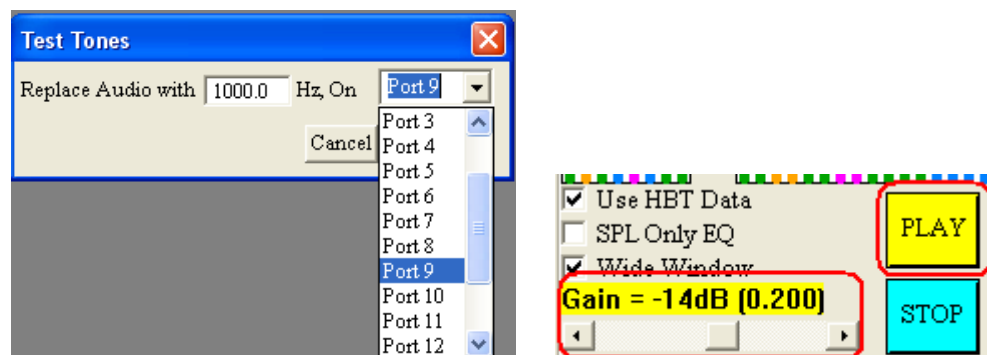 Test Tones
Replace Audio with 1000.0 Hz, On Port 9
Cancel
Port 3
Port 4
Port 5
Port 6
Port 7
Port 8
Port 9
Port 10
Port 11
Port 12
Use HBT Data
SPL Only EQ
Wide Window
Gain = -14dB (0.200)
PLAY
STOP